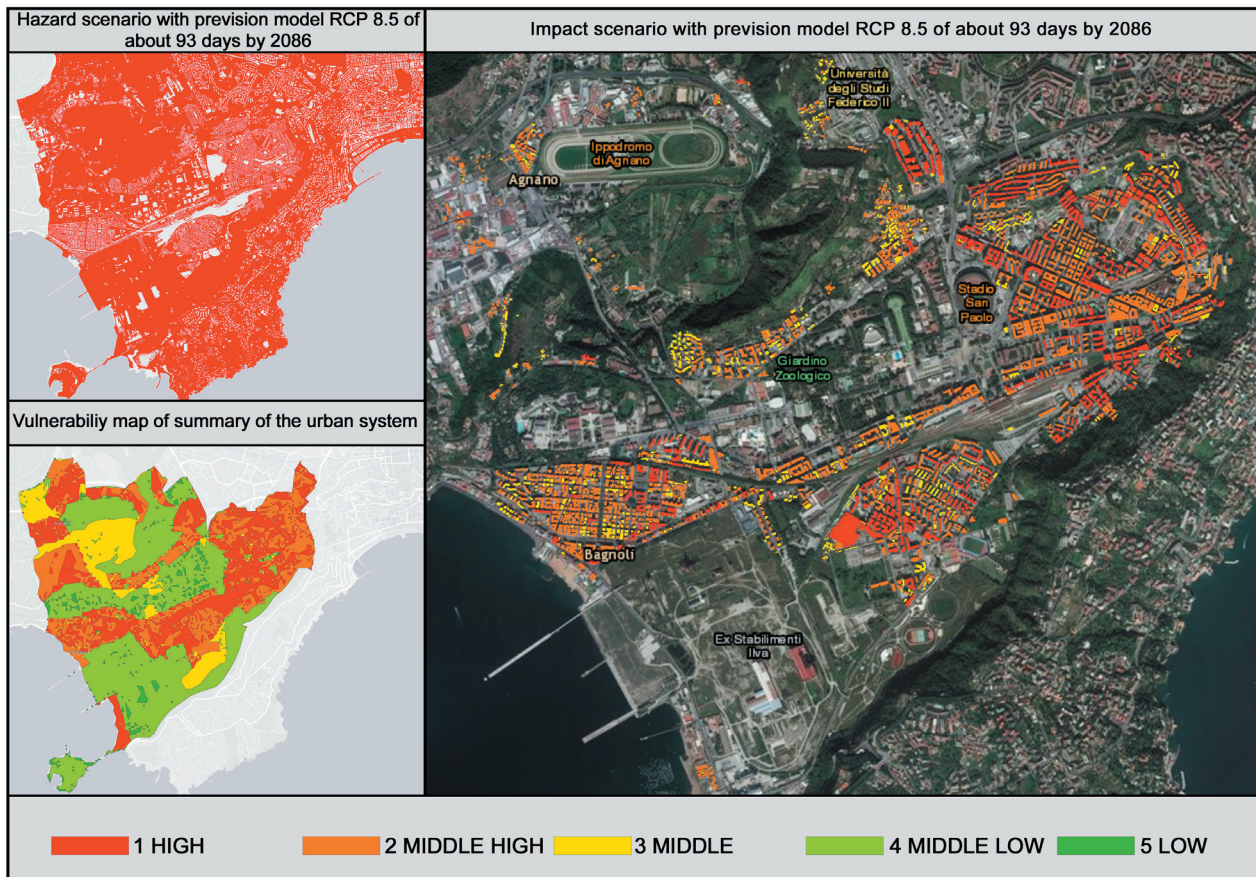 Hazard scenario with prevision model RCP 8.5 of
about 93 days by 2086
Impact scenario with prevision model RCP 8.5 of about 93 days by 2086
Università
degli Studi
Federico II
Ippodromo
di Agnano
Agnano
Stadio
San
Paolo
Giardino
Zoologico
Vulnerabiliy map of summary of the urban system
Bagnoli
Ex Stabilimenti
Ilva
1 HIGH
2 MIDDLE HIGH
3 MIDDLE
4 MIDDLE LOW
5 LOW